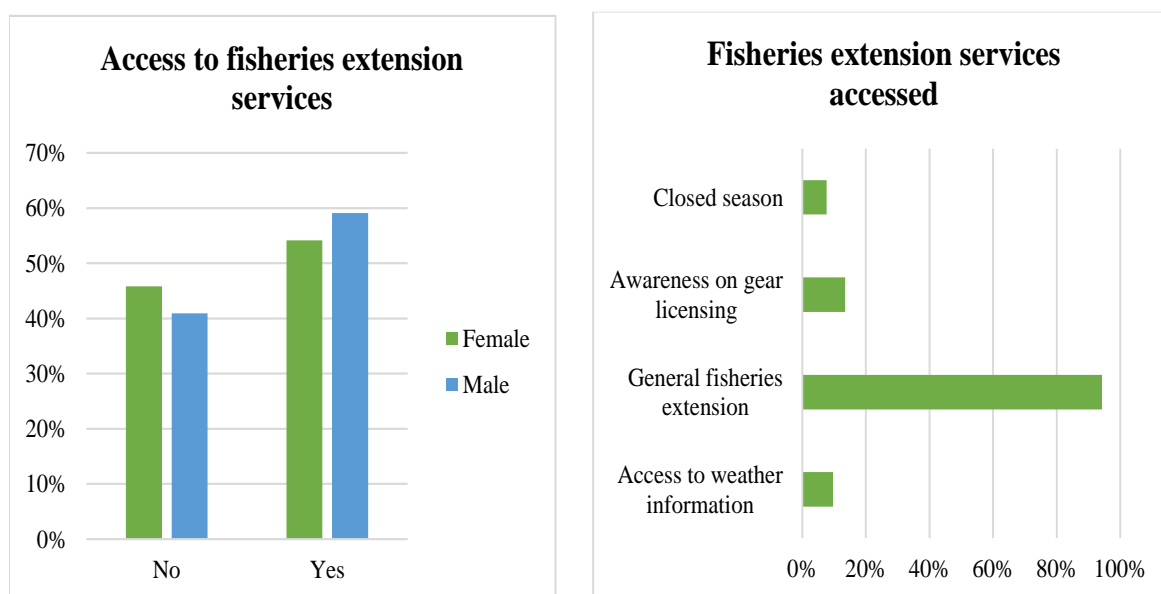 Access to fisheries extension
services
70%
60%
50%
40%
30%
20%
10%
0%
No
Yes
Female
Male
Fisheries extension services
accessed
Closed season
Awareness on gear
licensing
General fisheries
extension
Access to weather
information
0%
20%
40%
60%
80%
100%